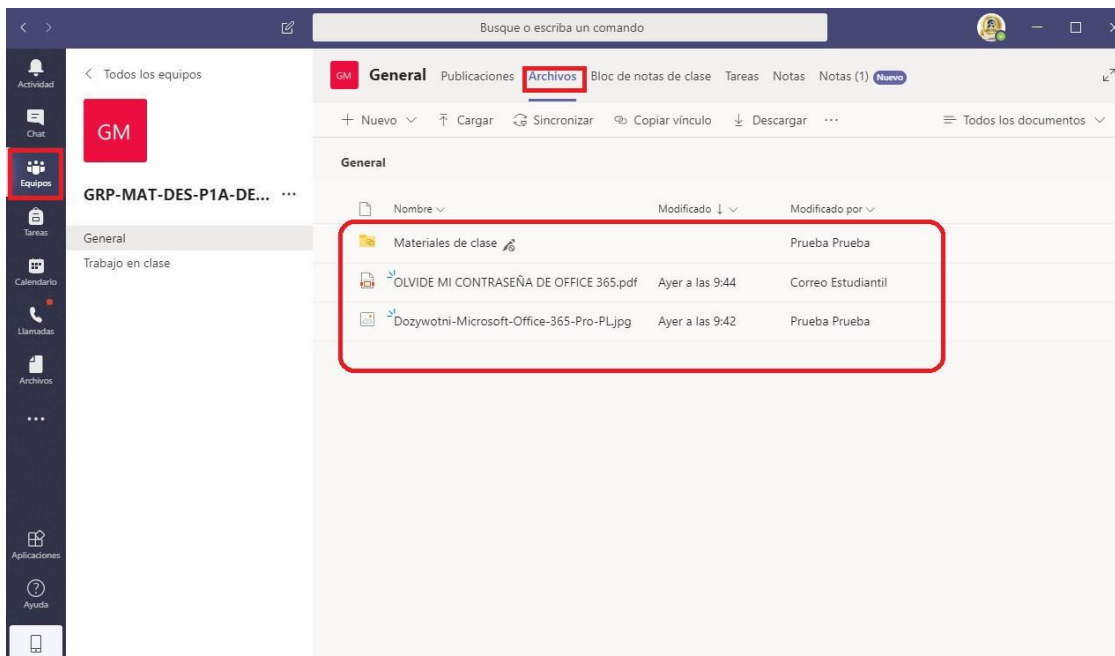 Busque o escriba un comando
Actividad
Chat
Equipos
Tareas
Calendario
Llamadas
Archivos
Aplicaciones
Ayuda
Todos los equipos
GM
GRP-MAT-DES-P1A-DE... ...
General
Trabajo en clase
GM General Publicaciones Archivos Bloc de notas de clase Tareas Notas Notas (1) Nuevo
Nuevo Cargar Sincronizar Copiar vínculo Descargar ... Todos los documentos
General
Nombre Modificado Modificado por
Materiales de clase Prueba Prueba
OLVIDE MI CONTRASEÑA DE OFFICE 365.pdf Ayer a las 9:44 Correo Estudiantil
Dozywotni-Microsoft-Office-365-Pro-PL.jpg Ayer a las 9:42 Prueba Prueba